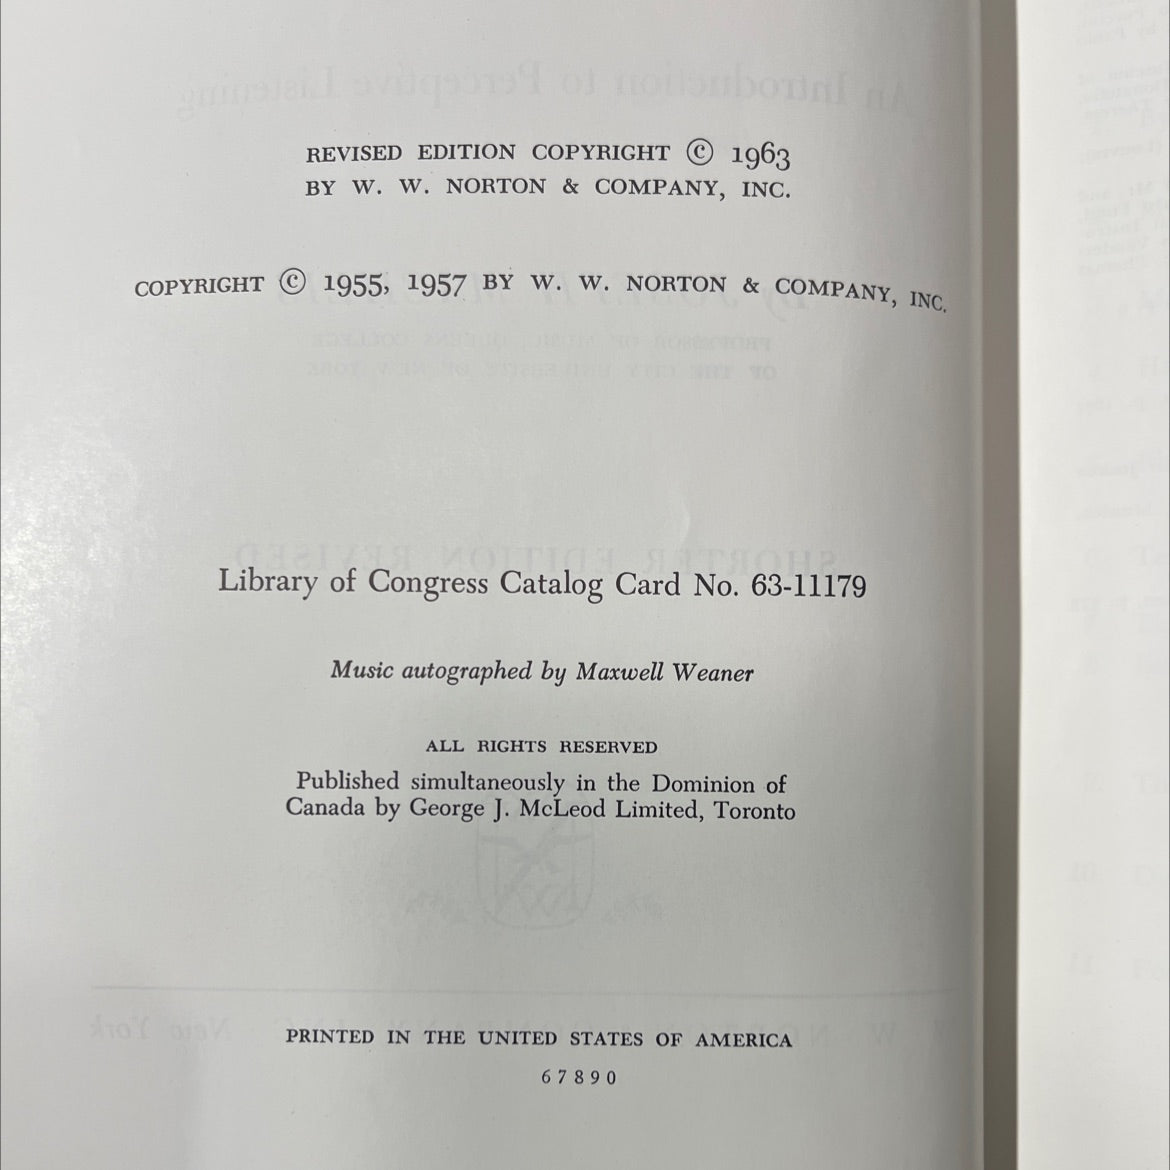 REVISED EDITION COPYRIGHT © 1963
BY W. W. NORTON & COMPANY, INC.
COPYRIGHT © 1955, 1957 BY W. W. NORTON & COMPANY, INC.
Library of Congress Catalog Card No. 63-11179
Music autographed by Maxwell Weaner
ALL RIGHTS RESERVED
Published simultaneously in the Dominion of
Canada by George J. McLeod Limited, Toronto
PRINTED IN THE UNITED STATES OF AMERICA
6 7 8 9 0